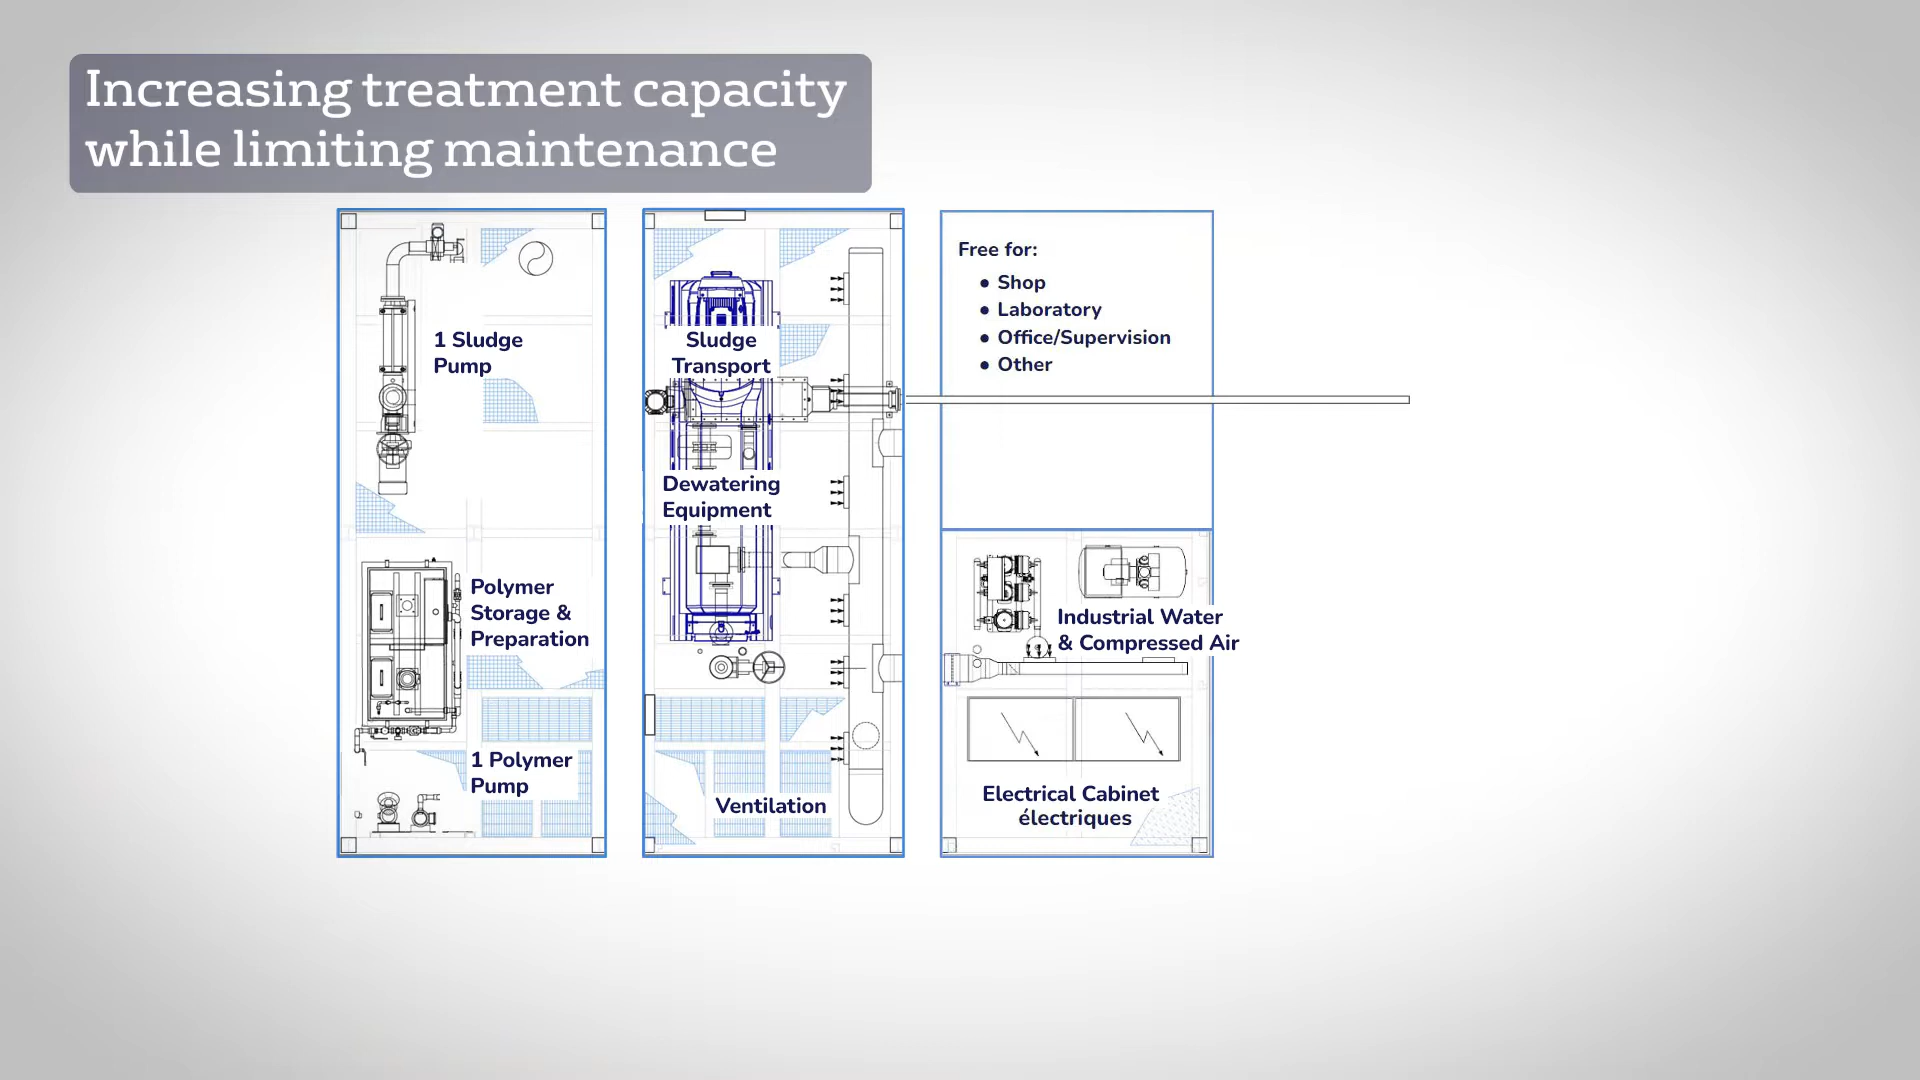 Increasing treatment capacity
while limiting maintenance
1 Sludge
Pump
Polymer
Storage &
Preparation
1 Polymer
Pump
Sludge
Transport
Dewatering
Equipment
Ventilation
Free for:
• Shop
• Laboratory
• Office/Supervision
• Other
Industrial Water
& Compressed Air
Electrical Cabinet
électriques